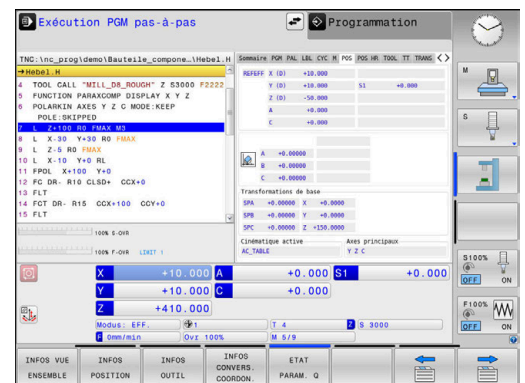 Exécution PGM pas-à-pas
Programmation
TNC:\nc_prog\demo\Bauteile_compone…\Hebel.H
→Hebel.H
4 TOOL CALL "MILL_D8_ROUGH" Z S3000 F2222
5 FUNCTION PARAXCOMP DISPLAY X Y Z
6 POLARKIN AXES Y Z C MODE:KEEP
POLE:SKIPPED
7 L Z+100 R0 FMAX M3
8 L X-30 Y+30 R0 FMAX
9 L Z-5 R0 FMAX
10 L X-10 Y+0 RL
11 FPOL X+100 Y+0
12 FC DR- R10 CLSD+ CCX+0
13 FLT
14 FCT DR- R15 CCX+100 CCY+0
15 FLT
100% S-OVR
100% F-OVR LIMIT 1
Sommaire PGM PAL LBL CYC M POS POS HR TOOL TT TRANS
REFEFF X (D) +10.000
Y (D) +10.000 S1 +0.000
Z (D) -50.000
A +0.000
C +0.000
A +0.00000
B +0.00000
C +0.00000
Transformations de base
SPA +0.00000 X +0.0000
SPB +0.00000 Y +0.0000
SPC +0.00000 Z +150.0000
Cinématique active Axes principaux
AC_TABLE Y Z C
X +10.000 A +0.000 S1 +0.000
Y +10.000 C +0.000
Z +410.000
Modus: EFF. 1 T 4 Z S 3000
F 0mm/min Ovr 100% M 5/9
M
S
S100%
OFF ON
F100%
OFF ON
INFOS VUE ENSEMBLE
INFOS POSITION
INFOS OUTIL
INFOS CONVERS. COORDON.
ETAT PARAM. Q